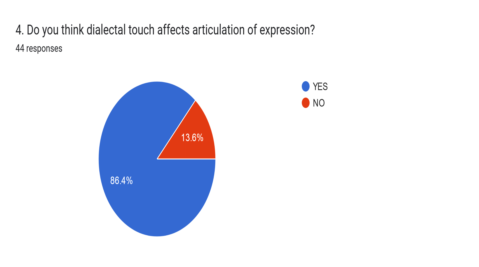 4. Do you think dialectal touch affects articulation of expression?
44 responses
YES
NO
13.6%
86.4%